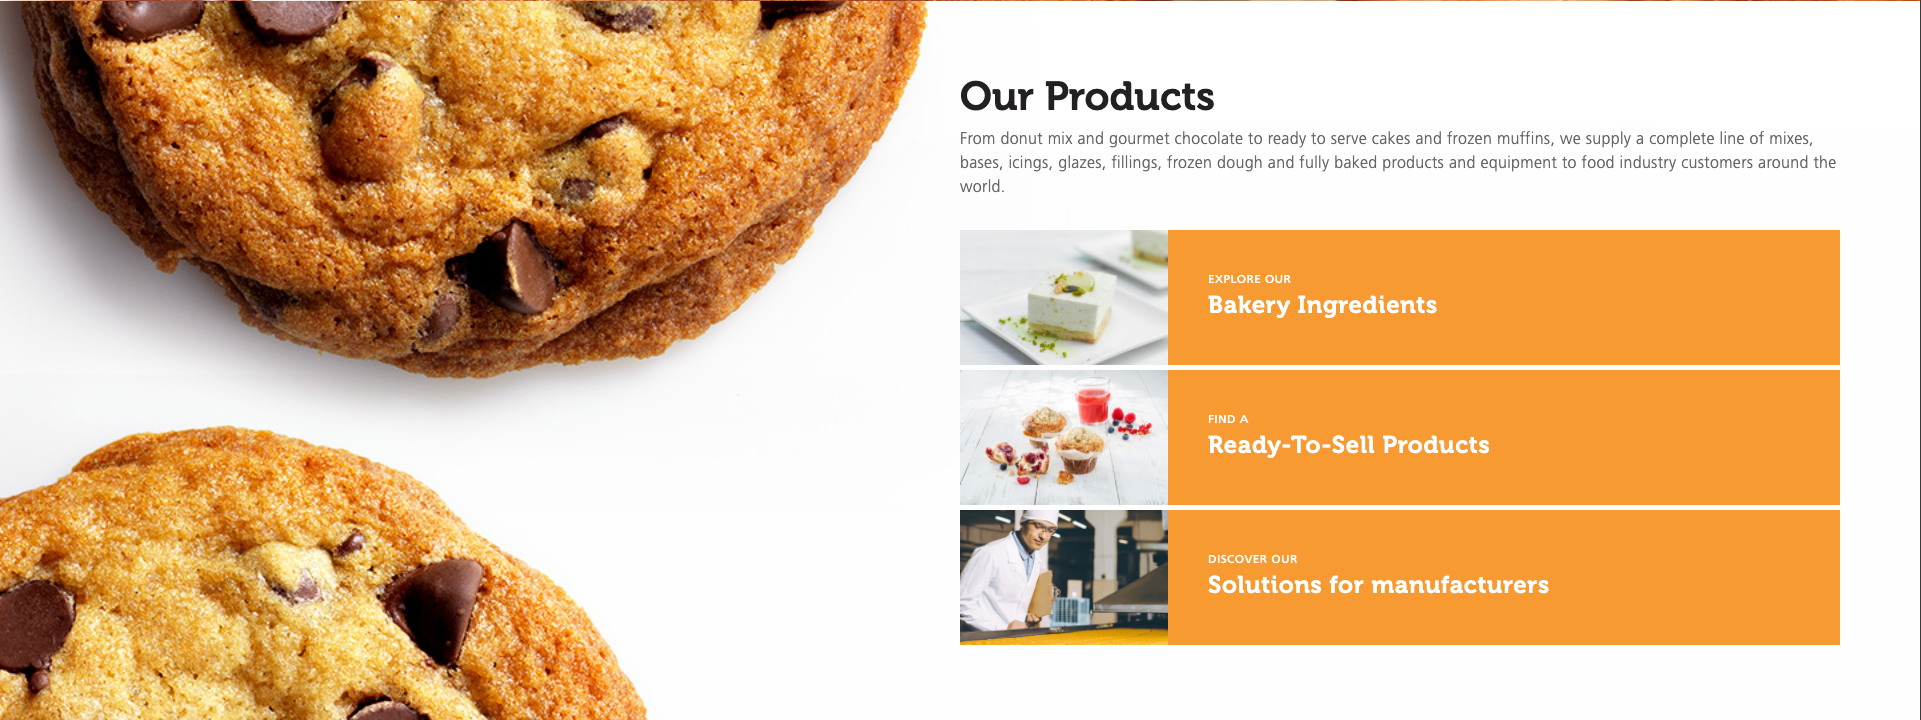 Our Products
From donut mix and gourmet chocolate to ready to serve cakes and frozen muffins, we supply a complete line of mixes,
bases, icings, glazes, fillings, frozen dough and fully baked products and equipment to food industry customers around the
world.
EXPLORE OUR
Bakery Ingredients
FIND A
Ready-To-Sell Products
DISCOVER OUR
Solutions for manufacturers